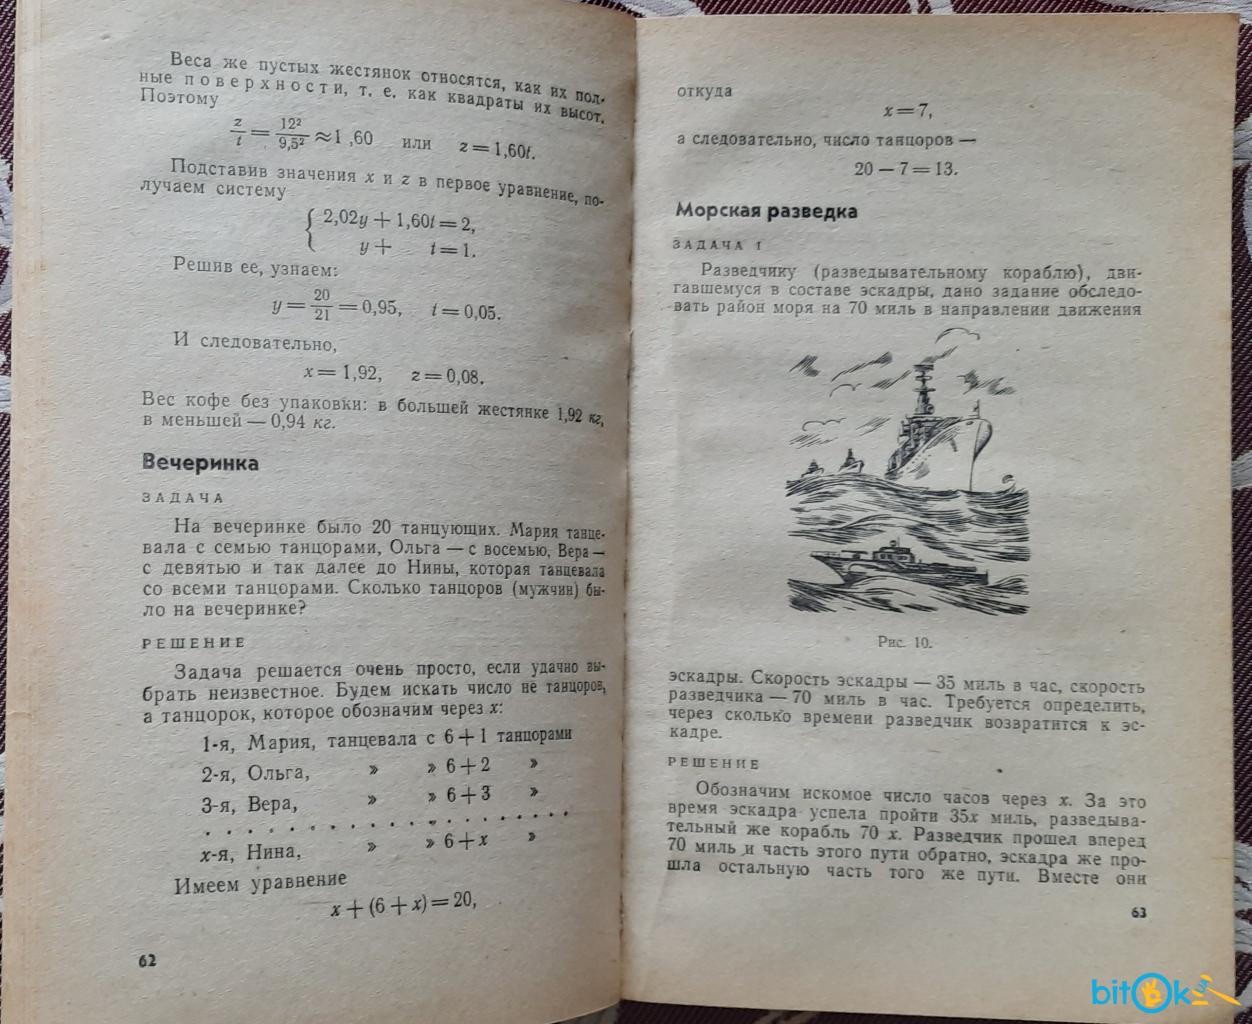 Веса же пустых жестянок относятся, как их пол-
ные поверхности, т. е. как квадраты их высот.
Поэтому
z/t = 12²/9,5² ≈ 1,60 или z = 1,60t.
Подставив значения x и z в первое уравнение, по-
лучаем систему
{ 2,02y + 1,60t = 2,
y + t = 1.
Решив ее, узнаем:
y = 20/21 = 0,95, t = 0,05.
И следовательно,
x = 1,92, z = 0,08.
Вес кофе без упаковки: в большей жестянке 1,92 кг,
в меньшей — 0,94 кг.
Вечеринка
ЗАДАЧА
На вечеринке было 20 танцующих. Мария танце-
вала с семью танцорами, Ольга — с восемью, Вера —
с девятью и так далее до Нины, которая танцевала
со всеми танцорами. Сколько танцоров (мужчин) бы-
ло на вечеринке?
РЕШЕНИЕ
Задача решается очень просто, если удачно вы-
брать неизвестное. Будем искать число не танцоров,
а танцорок, которое обозначим через x:
1-я, Мария, танцевала с 6 + 1 танцорами
2-я, Ольга, » » 6 + 2 »
3-я, Вера, » » 6 + 3 »
. . . . . . . . . . . . . . . . . . . .
x-я, Нина, » » 6 + x »
Имеем уравнение
x + (6 + x) = 20,
62
откуда
x = 7,
а следовательно, число танцоров —
20 — 7 = 13.
Морская разведка
ЗАДАЧА 1
Разведчику (разведывательному кораблю), дви-
гавшемуся в составе эскадры, дано задание обследо-
вать район моря на 70 миль в направлении движения
Рис. 10.
эскадры. Скорость эскадры — 35 миль в час, скорость
разведчика — 70 миль в час. Требуется определить,
через сколько времени разведчик возвратится к эс-
кадре.
РЕШЕНИЕ
Обозначим искомое число часов через x. За это
время эскадра успела пройти 35x миль, разведыва-
тельный же корабль 70 x. Разведчик прошел вперед
70 миль и часть этого пути обратно, эскадра же про-
шла остальную часть того же пути. Вместе они
63
bitOk